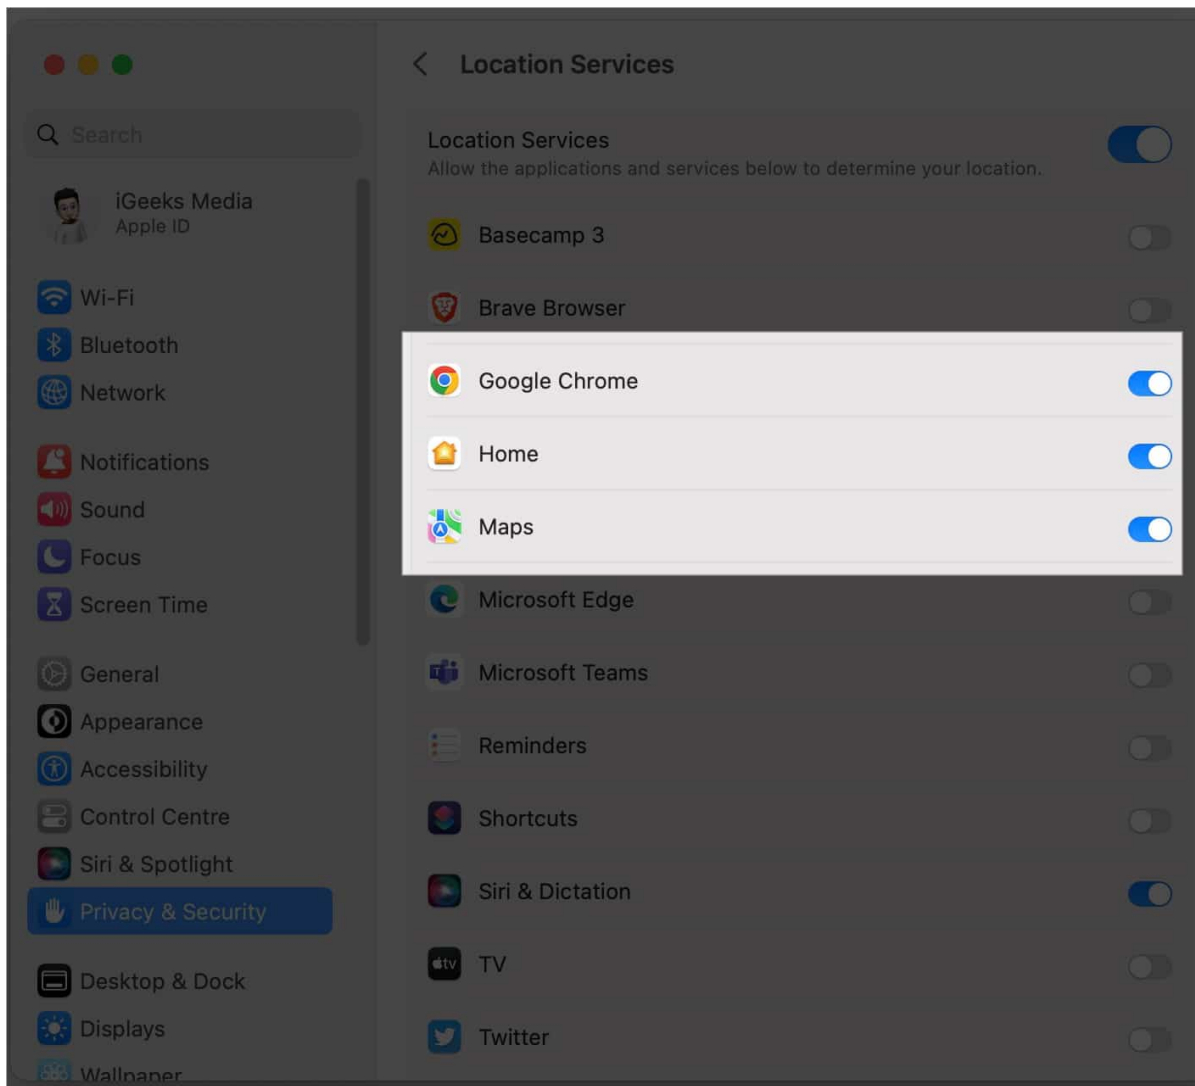 Location Services
Search
iGeeks Media
Apple ID
Wi-Fi
Bluetooth
Network
Notifications
Sound
Focus
Screen Time
General
Appearance
Accessibility
Control Centre
Siri & Spotlight
Privacy & Security
Desktop & Dock
Displays
Wallpaper
Location Services
Allow the applications and services below to determine your location.
Basecamp 3
Brave Browser
Google Chrome
Home
Maps
Microsoft Edge
Microsoft Teams
Reminders
Shortcuts
Siri & Dictation
tv
TV
Twitter